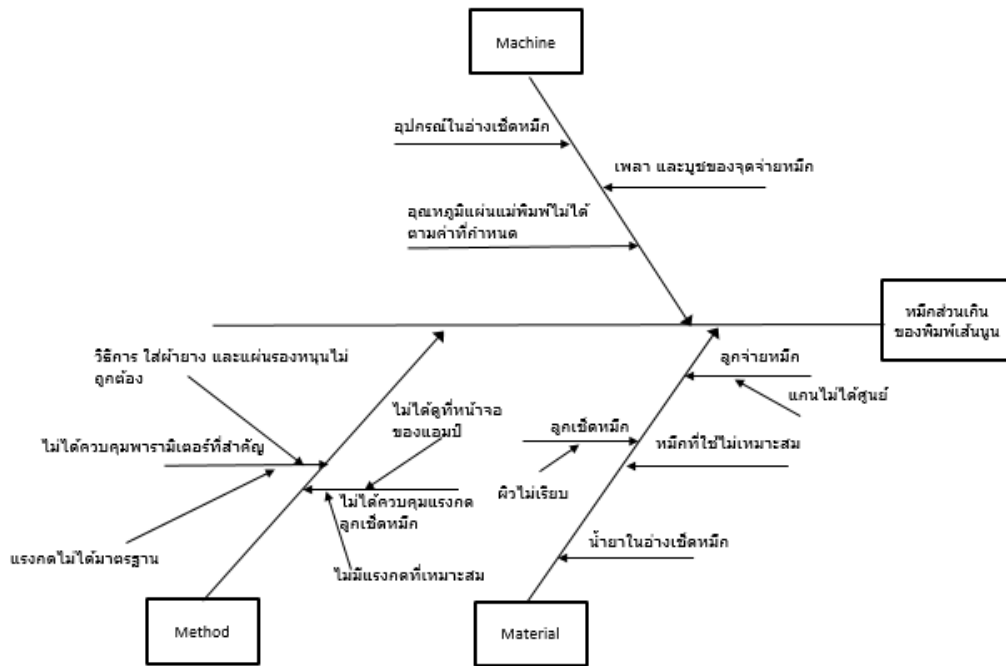 Machine
อุปกรณ์ในอ่างเช็ดหมึก
เพลา และบูชของจุดจ่ายหมึก
อุณหภูมิแผ่นแม่พิมพ์ไม่ได้
ตามค่าที่กำหนด
หมึกส่วนเกิน
ของพิมพ์เส้นนูน
วิธิการ ใส่ผ้ายาง และแผ่นรองหนุนไม่
ถูกต้อง
ลูกจ่ายหมึก
แกนไม่ได้ศูนย์
ไม่ได้ดูที่หน้าจอ
ของแอมป์
ลูกเช็ดหมึก
ไม่ได้ควบคุมพารามิเตอร์ที่สำคัญ
หมึกที่ใช้ไม่เหมาะสม
ผิวไม่เรียบ
ไม่ได้ควบคุมแรงกด
ลูกเช็ดหมึก
น้ำยาในอ่างเช็ดหมึก
แรงกดไม่ได้มาตรฐาน
ไม่มีแรงกดที่เหมาะสม
Method
Material